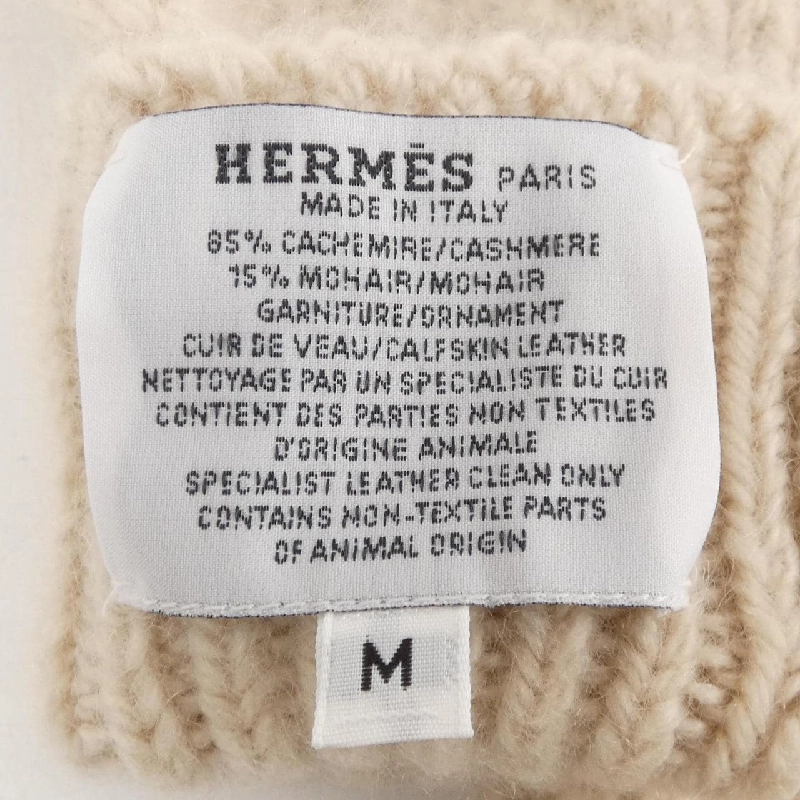 HERMÈS PARIS
MADE IN ITALY
85% CACHEMIRE/CASHMERE
15% MOHAIR/MOHAIR
GARNITURE/ORNAMENT
CUIR DE VEAU/CALFSKIN LEATHER
NETTOYAGE PAR UN SPECIALISTE DU CUIR
CONTIENT DES PARTIES NON TEXTILES
D'ORIGINE ANIMALE
SPECIALIST LEATHER CLEAN ONLY
CONTAINS NON-TEXTILE PARTS
OF ANIMAL ORIGIN
M